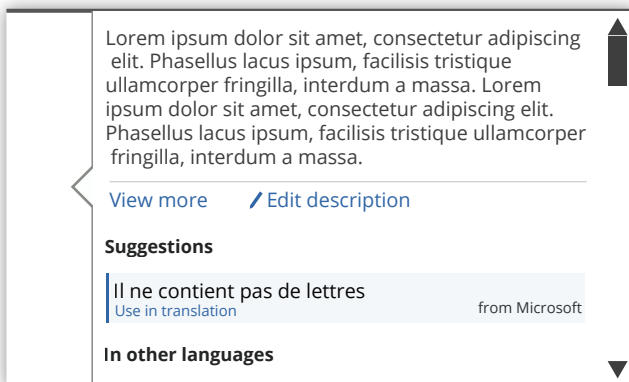 Lorem ipsum dolor sit amet, consectetur adipiscing
elit. Phasellus lacus ipsum, facilisis tristique
ullamcorper fringilla, interdum a massa. Lorem
ipsum dolor sit amet, consectetur adipiscing elit.
Phasellus lacus ipsum, facilisis tristique ullamcorper
fringilla, interdum a massa.
View more Edit description
Suggestions
Il ne contient pas de lettres
Use in translation from Microsoft
In other languages